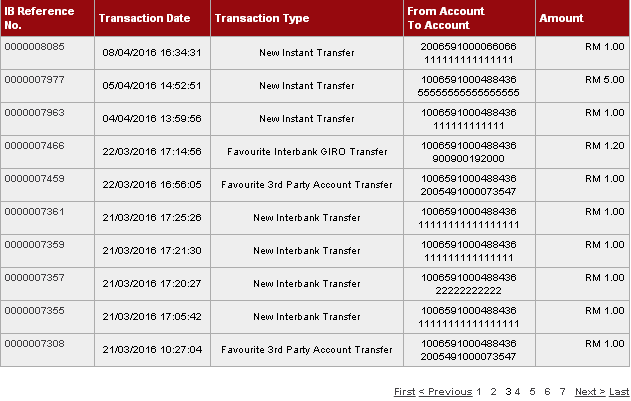 IB Reference No. Transaction Date Transaction Type From Account To Account Amount
0000008085 08/04/2016 16:34:31 New Instant Transfer 2006591000066066 RM 1.00
111111111111111
0000007977 05/04/2016 14:52:51 New Instant Transfer 1006591000488436 RM 5.00
55555555555555555
0000007963 04/04/2016 13:59:56 New Instant Transfer 1006591000488436 RM 1.00
111111111111
0000007466 22/03/2016 17:14:56 Favourite Interbank GIRO Transfer 1006591000488436 RM 1.20
900900192000
0000007459 22/03/2016 16:56:05 Favourite 3rd Party Account Transfer 1006591000488436 RM 1.00
2005491000073547
0000007361 21/03/2016 17:25:26 New Interbank Transfer 1006591000488436 RM 1.00
11111111111111111
0000007359 21/03/2016 17:21:30 New Interbank Transfer 1006591000488436 RM 1.00
111111111111111
0000007357 21/03/2016 17:20:27 New Interbank Transfer 1006591000488436 RM 1.00
22222222222
0000007355 21/03/2016 17:05:42 New Interbank Transfer 1006591000488436 RM 1.00
11111111111111111
0000007308 21/03/2016 10:27:04 Favourite 3rd Party Account Transfer 1006591000488436 RM 1.00
2005491000073547
First < Previous 1 2 3 4 5 6 7 Next > Last